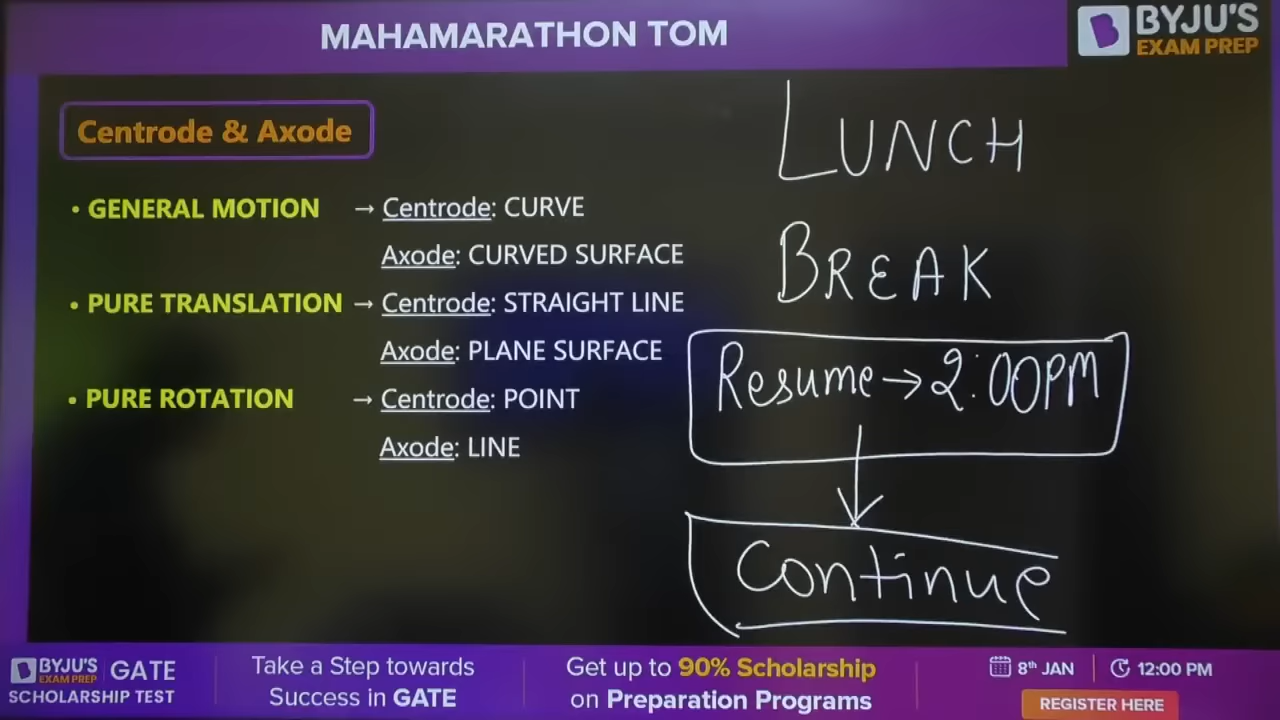 MAHAMARATHON TOM
BYJU'S
EXAM PREP
Centrode & Axode
• GENERAL MOTION → Centrode: CURVE
Axode: CURVED SURFACE
• PURE TRANSLATION → Centrode: STRAIGHT LINE
Axode: PLANE SURFACE
• PURE ROTATION → Centrode: POINT
Axode: LINE
LUNCH
BREAK
Resume → 2:00PM
Continue
BYJU'S
EXAM PREP
GATE
SCHOLARSHIP TEST
Take a Step towards
Success in GATE
Get up to 90% Scholarship
on Preparation Programs
8th JAN
12:00 PM
REGISTER HERE